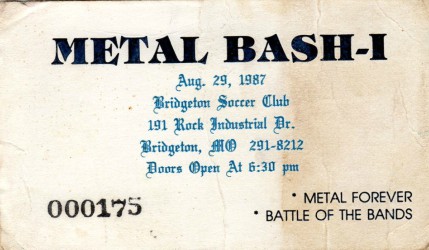 METAL BASH-I
Aug. 29, 1987
Bridgeton Soccer Club
191 Rock Industrial Dr.
Bridgeton, MO 291-8212
Doors Open At 6:30 pm
• METAL FOREVER
000175
• BATTLE OF THE BANDS